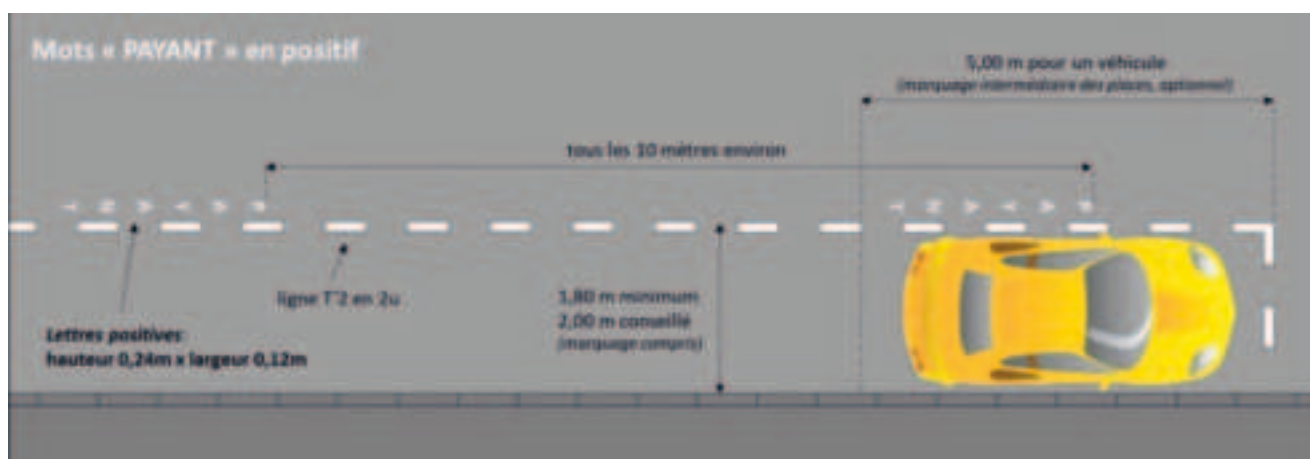 Mots « PAYANT » en positif
5,00 m pour un véhicule
(marquage intermédiaire des places, optionnel)
tous les 10 mètres environ
PAYANT
PAYANT
ligne T'2 en 2u
1,80 m minimum
2,00 m conseillé
(marquage compris)
Lettres positives:
hauteur 0,24m x largeur 0,12m